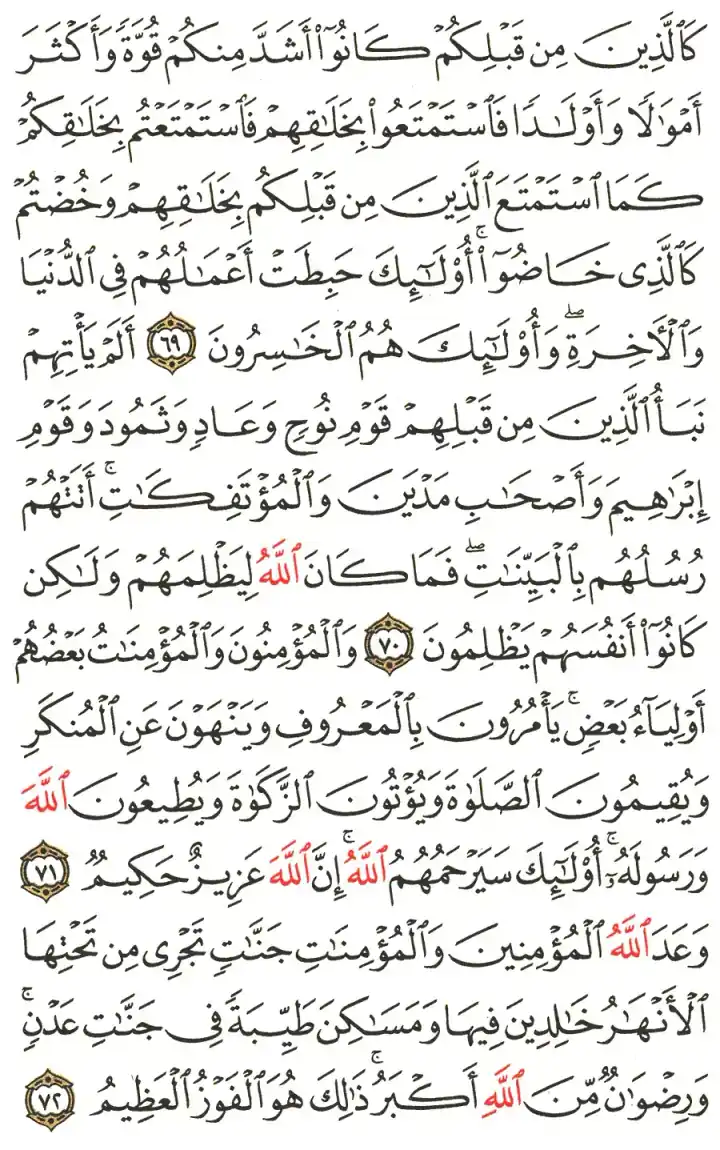 كَٱلَّذِينَ مِن قَبْلِكُمْ كَانُوٓا۟ أَشَدَّ مِنكُمْ قُوَّةً وَأَكْثَرَ
أَمْوَٰلًا وَأَوْلَٰدًا فَٱسْتَمْتَعُوا۟ بِخَلَٰقِهِمْ فَٱسْتَمْتَعْتُم بِخَلَٰقِكُمْ
كَمَا ٱسْتَمْتَعَ ٱلَّذِينَ مِن قَبْلِكُم بِخَلَٰقِهِمْ وَخُضْتُمْ
كَٱلَّذِى خَاضُوٓا۟ ۚ أُو۟لَٰٓئِكَ حَبِطَتْ أَعْمَٰلُهُمْ فِى ٱلدُّنْيَا
وَٱلْءَاخِرَةِ ۖ وَأُو۟لَٰٓئِكَ هُمُ ٱلْخَٰسِرُونَ ٦٩ أَلَمْ يَأْتِهِمْ
نَبَأُ ٱلَّذِينَ مِن قَبْلِهِمْ قَوْمِ نُوحٍ وَعَادٍ وَثَمُودَ وَقَوْمِ
إِبْرَٰهِيمَ وَأَصْحَٰبِ مَدْيَنَ وَٱلْمُؤْتَفِكَٰتِ ۚ أَتَتْهُمْ
رُسُلُهُم بِٱلْبَيِّنَٰتِ ۖ فَمَا كَانَ ٱللَّهُ لِيَظْلِمَهُمْ وَلَٰكِن
كَانُوٓا۟ أَنفُسَهُمْ يَظْلِمُونَ ٧٠ وَٱلْمُؤْمِنُونَ وَٱلْمُؤْمِنَٰتُ بَعْضُهُمْ
أَوْلِيَآءُ بَعْضٍ ۚ يَأْمُرُونَ بِٱلْمَعْرُوفِ وَيَنْهَوْنَ عَنِ ٱلْمُنكَرِ
وَيُقِيمُونَ ٱلصَّلَوٰةَ وَيُؤْتُونَ ٱلزَّكَوٰةَ وَيُطِيعُونَ ٱللَّهَ
وَرَسُولَهُۥٓ ۚ أُو۟لَٰٓئِكَ سَيَرْحَمُهُمُ ٱللَّهُ ۗ إِنَّ ٱللَّهَ عَزِيزٌ حَكِيمٌ ٧١
وَعَدَ ٱللَّهُ ٱلْمُؤْمِنِينَ وَٱلْمُؤْمِنَٰتِ جَنَّٰتٍ تَجْرِى مِن تَحْتِهَا
ٱلْأَنْهَٰرُ خَٰلِدِينَ فِيهَا وَمَسَٰكِنَ طَيِّبَةً فِى جَنَّٰتِ عَدْنٍ ۚ
وَرِضْوَٰنٌ مِّنَ ٱللَّهِ أَكْبَرُ ۚ ذَٰلِكَ هُوَ ٱلْفَوْزُ ٱلْعَظِيمُ ٧٢